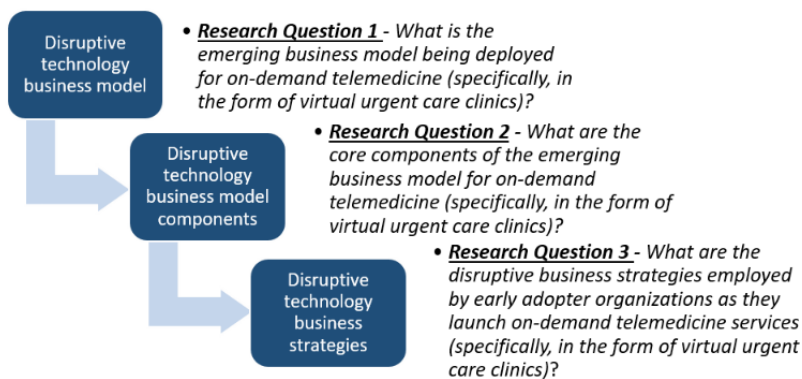 Disruptive
technology
business model
• Research Question 1 - What is the
emerging business model being deployed
for on-demand telemedicine (specifically, in
the form of virtual urgent care clinics)?
Disruptive
technology
business model
components
• Research Question 2 - What are the
core components of the emerging
business model for on-demand
telemedicine (specifically, in the form of
virtual urgent care clinics)?
Disruptive
technology
business
strategies
• Research Question 3 - What are the
disruptive business strategies employed
by early adopter organizations as they
launch on-demand telemedicine services
(specifically, in the form of virtual urgent
care clinics)?